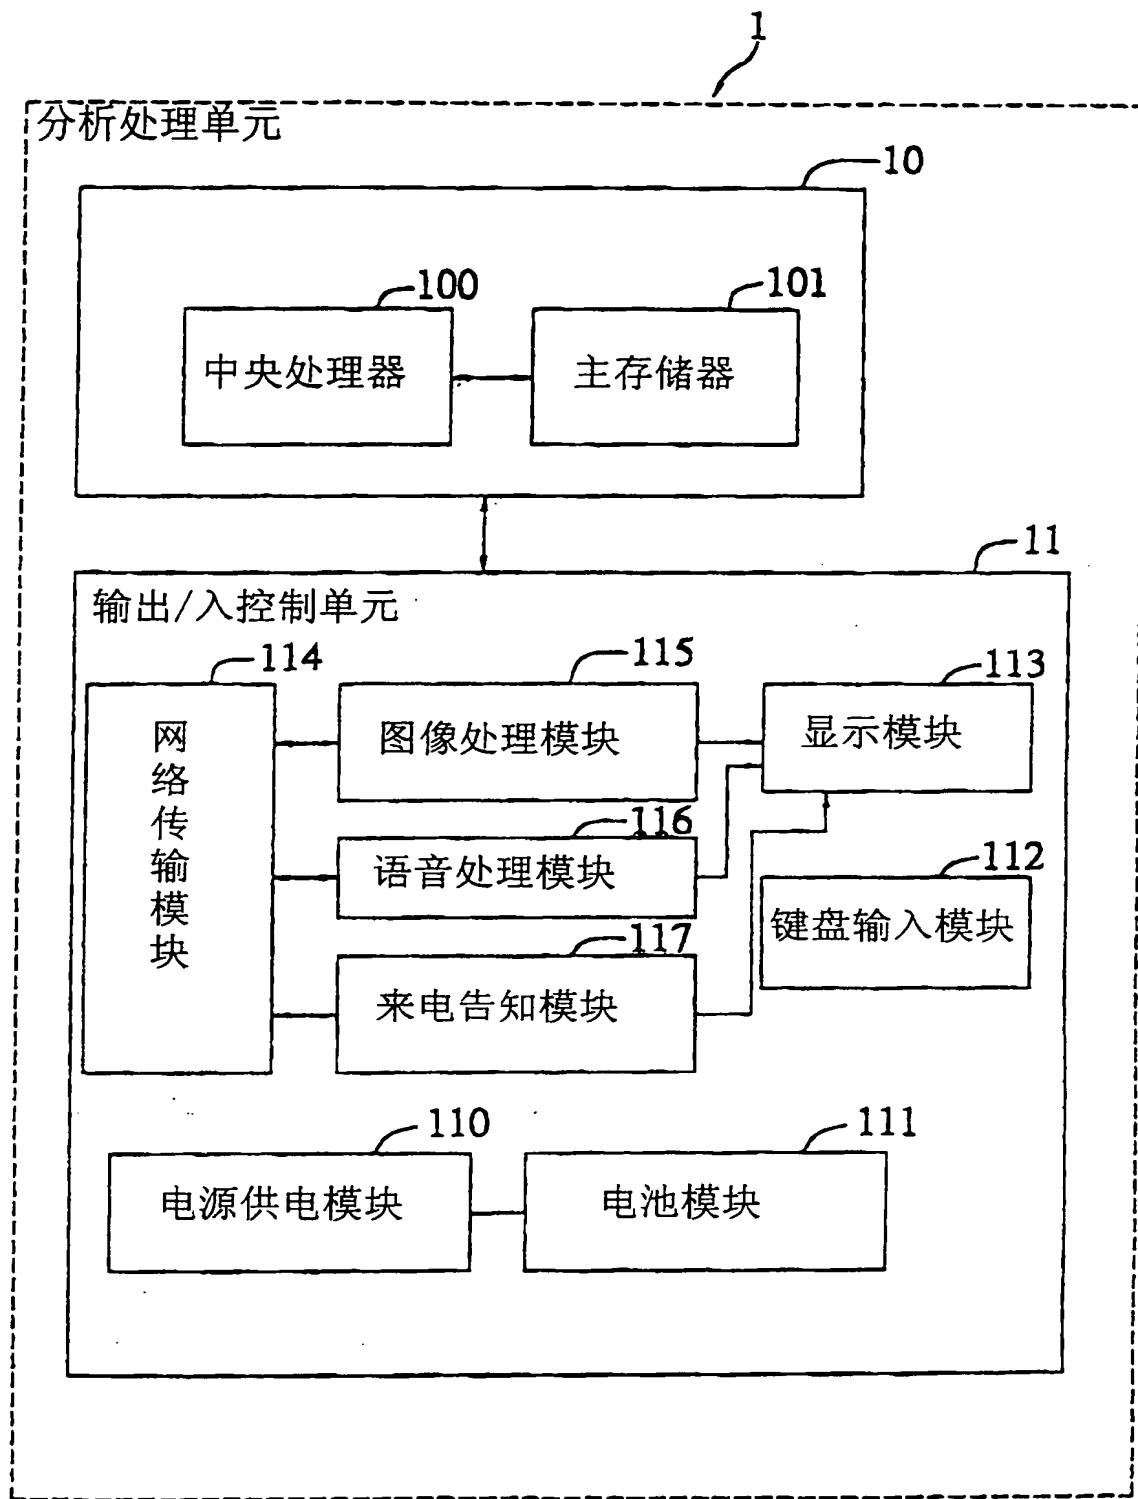 1
分析处理单元
10
100
101
中央处理器
主存储器
11
输出/入控制单元
114
115
113
网络传输模块
图像处理模块
显示模块
116
语音处理模块
112
键盘输入模块
117
来电告知模块
110
111
电源供电模块
电池模块